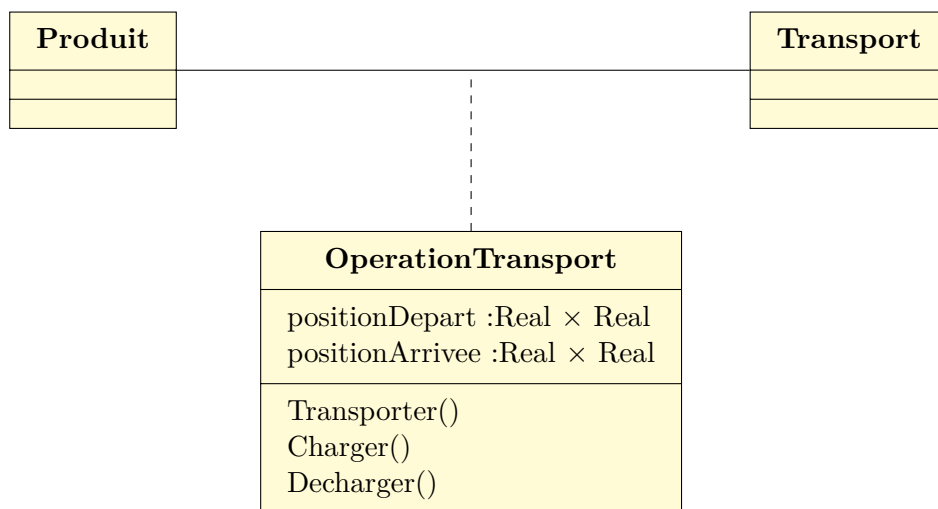 Produit
Transport
OperationTransport
positionDepart :Real × Real
positionArrivee :Real × Real
Transporter()
Charger()
Decharger()